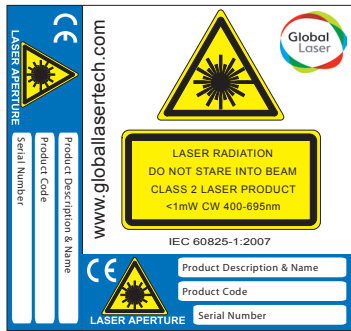 CE
LASER APERTURE
Product Description & Name
Product Code
Serial Number
www.globallasertech.com
Global
Laser
LASER RADIATION
DO NOT STARE INTO BEAM
CLASS 2 LASER PRODUCT
<1mW CW 400-695nm
IEC 60825-1:2007
CE
LASER APERTURE
Product Description & Name
Product Code
Serial Number